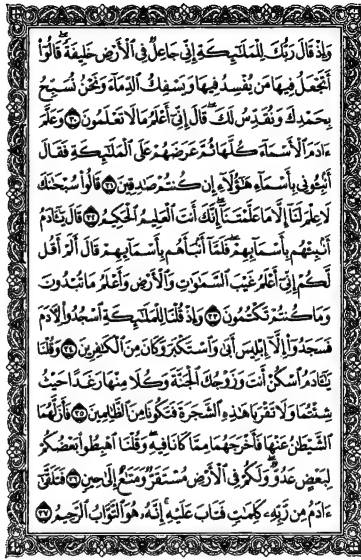 وَإِذْ قَالَ رَبُّكَ لِلْمَلَٰٓئِكَةِ إِنِّى جَاعِلٌ فِى ٱلْأَرْضِ خَلِيفَةً ۖ قَالُوٓا۟
أَتَجْعَلُ فِيهَا مَن يُفْسِدُ فِيهَا وَيَسْفِكُ ٱلدِّمَآءَ وَنَحْنُ نُسَبِّحُ
بِحَمْدِكَ وَنُقَدِّسُ لَكَ ۖ قَالَ إِنِّىٓ أَعْلَمُ مَا لَا تَعْلَمُونَ ٣٠ وَعَلَّمَ
ءَادَمَ ٱلْأَسْمَآءَ كُلَّهَا ثُمَّ عَرَضَهُمْ عَلَى ٱلْمَلَٰٓئِكَةِ فَقَالَ
أَنۢبِـُٔونِى بِأَسْمَآءِ هَٰٓؤُلَآءِ إِن كُنتُمْ صَٰدِقِينَ ٣١ قَالُوا۟ سُبْحَٰنَكَ
لَا عِلْمَ لَنَآ إِلَّا مَا عَلَّمْتَنَآ ۖ إِنَّكَ أَنتَ ٱلْعَلِيمُ ٱلْحَكِيمُ ٣٢ قَالَ يَٰٓـَٔادَمُ
أَنۢبِئْهُم بِأَسْمَآئِهِمْ ۖ فَلَمَّآ أَنۢبَأَهُم بِأَسْمَآئِهِمْ قَالَ أَلَمْ أَقُل
لَّكُمْ إِنِّىٓ أَعْلَمُ غَيْبَ ٱلسَّمَٰوَٰتِ وَٱلْأَرْضِ وَأَعْلَمُ مَا تُبْدُونَ
وَمَا كُنتُمْ تَكْتُمُونَ ٣٣ وَإِذْ قُلْنَا لِلْمَلَٰٓئِكَةِ ٱسْجُدُوا۟ لِـَٔادَمَ
فَسَجَدُوٓا۟ إِلَّآ إِبْلِيسَ أَبَىٰ وَٱسْتَكْبَرَ وَكَانَ مِنَ ٱلْكَٰفِرِينَ ٣٤ وَقُلْنَا
يَٰٓـَٔادَمُ ٱسْكُنْ أَنتَ وَزَوْجُكَ ٱلْجَنَّةَ وَكُلَا مِنْهَا رَغَدًا حَيْثُ
شِئْتُمَا وَلَا تَقْرَبَا هَٰذِهِ ٱلشَّجَرَةَ فَتَكُونَا مِنَ ٱلظَّٰلِمِينَ ٣٥ فَأَزَلَّهُمَا
ٱلشَّيْطَٰنُ عَنْهَا فَأَخْرَجَهُمَا مِمَّا كَانَا فِيهِ ۖ وَقُلْنَا ٱهْبِطُوا۟ بَعْضُكُمْ
لِبَعْضٍ عَدُوٌّ ۖ وَلَكُمْ فِى ٱلْأَرْضِ مُسْتَقَرٌّ وَمَتَٰعٌ إِلَىٰ حِينٍ ٣٦ فَتَلَقَّىٰٓ
ءَادَمُ مِن رَّبِّهِۦ كَلِمَٰتٍ فَتَابَ عَلَيْهِ ۚ إِنَّهُۥ هُوَ ٱلتَّوَّابُ ٱلرَّحِيمُ ٣٧